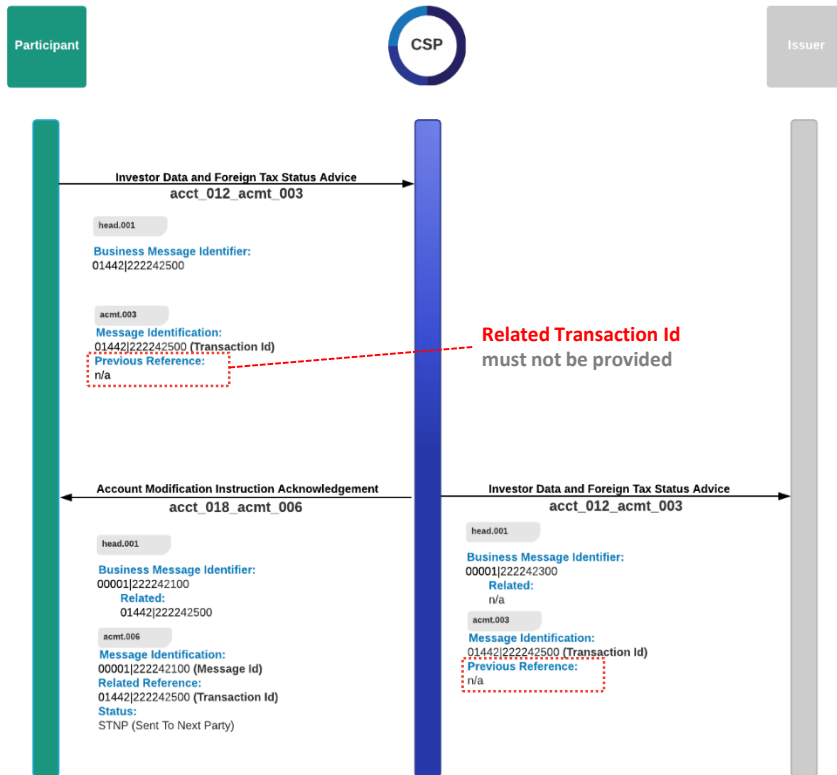 Participant
CSP
Issuer
Investor Data and Foreign Tax Status Advice
acct_012_acmt_003
head.001
Business Message Identifier:
01442|222242500
acmt.003
Message Identification:
01442|222242500 (Transaction Id)
Previous Reference:
n/a
Related Transaction Id
must not be provided
Account Modification Instruction Acknowledgement
acct_018_acmt_006
head.001
Business Message Identifier:
00001|222242100
Related:
01442|222242500
acmt.006
Message Identification:
00001|222242100 (Message Id)
Related Reference:
01442|222242500 (Transaction Id)
Status:
STNP (Sent To Next Party)
Investor Data and Foreign Tax Status Advice
acct_012_acmt_003
head.001
Business Message Identifier:
00001|222242300
Related:
n/a
acmt.003
Message Identification:
01442|222242500 (Transaction Id)
Previous Reference:
n/a